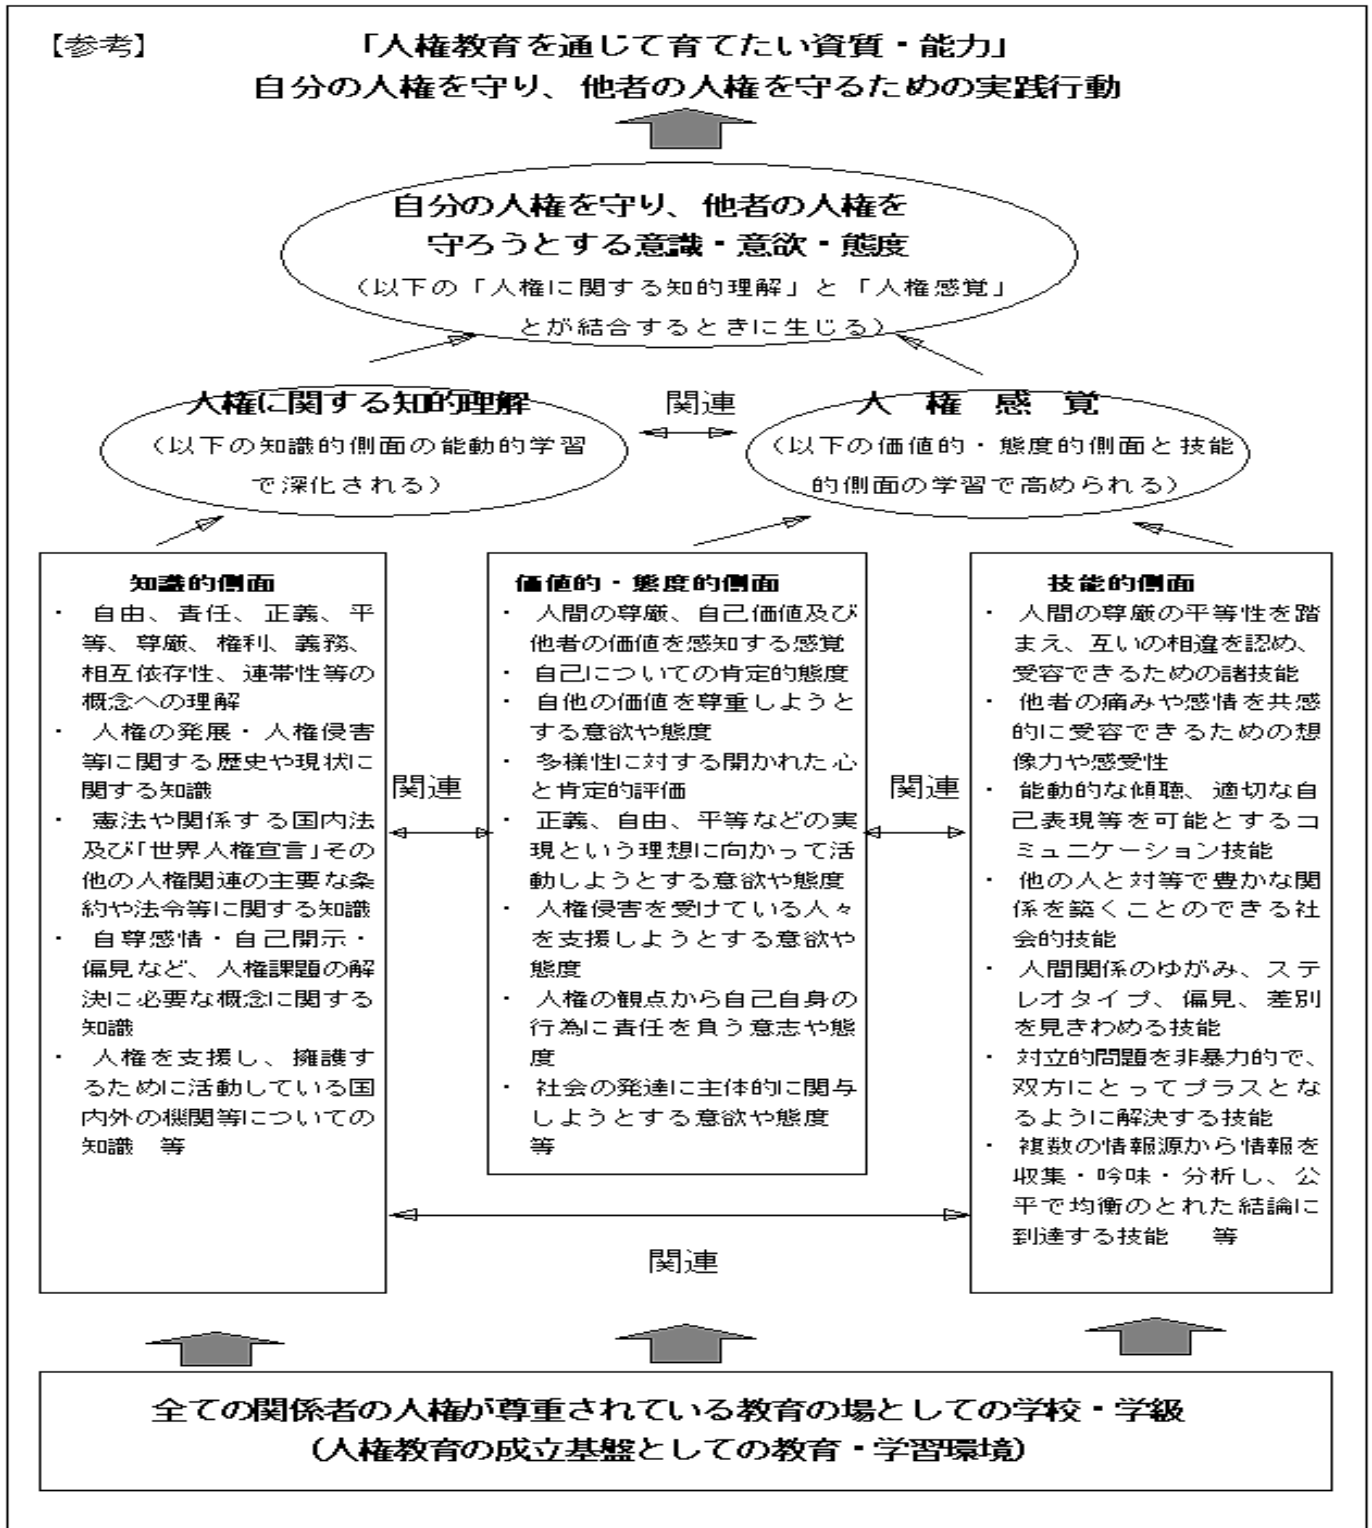 【参考】 「人権教育を通じて育てたい資質・能力」
自分の人権を守り、他者の人権を守るための実践行動
自分の人権を守り、他者の人権を
守ろうとする意識・意欲・態度
（以下の「人権に関する知的理解」と「人権感覚」
とが結合するときに生じる）
人権に関する知的理解
（以下の知識的側面の能動的学習
で深化される）
関連
人 権 感 覚
（以下の価値的・態度的側面と技能
的側面の学習で高められる）
知識的側面
・ 自由、責任、正義、平
等、尊厳、権利、義務、
相互依存性、連帯性等の
概念への理解
・ 人権の発展・人権侵害
等に関する歴史や現状に
関する知識
・ 憲法や関係する国内法
及び「世界人権宣言」その
他の人権関連の主要な条
約や法令等に関する知識
・ 自尊感情・自己開示・
偏見など、人権課題の解
決に必要な概念に関する
知識
・ 人権を支援し、擁護す
るために活動している国
内外の機関等についての
知識 等
関連
価値的・態度的側面
・ 人間の尊厳、自己価値及び
他者の価値を感知する感覚
・ 自己についての肯定的態度
・ 自他の価値を尊重しようと
する意欲や態度
・ 多様性に対する開かれた心
と肯定的評価
・ 正義、自由、平等などの実
現という理想に向かって活
動しようとする意欲や態度
・ 人権侵害を受けている人々
を支援しようとする意欲や
態度
・ 人権の観点から自己自身の
行為に責任を負う意志や態
度
・ 社会の発達に主体的に関与
しようとする意欲や態度
等
関連
技能的側面
・ 人間の尊厳の平等性を踏
まえ、互いの相違を認め、
受容できるための諸技能
・ 他者の痛みや感情を共感
的に受容できるための想
像力や感受性
・ 能動的な傾聴、適切な自
己表現等を可能とするコ
ミュニケーション技能
・ 他の人と対等で豊かな関
係を築くことのできる社
会的技能
・ 人間関係のゆがみ、ステ
レオタイプ、偏見、差別
を見きわめる技能
・ 対立的問題を非暴力的で、
双方にとってプラスとな
るように解決する技能
・ 複数の情報源から情報を
収集・吟味・分析し、公
平で均衡のとれた結論に
到達する技能 等
関連
全ての関係者の人権が尊重されている教育の場としての学校・学級
（人権教育の成立基盤としての教育・学習環境）